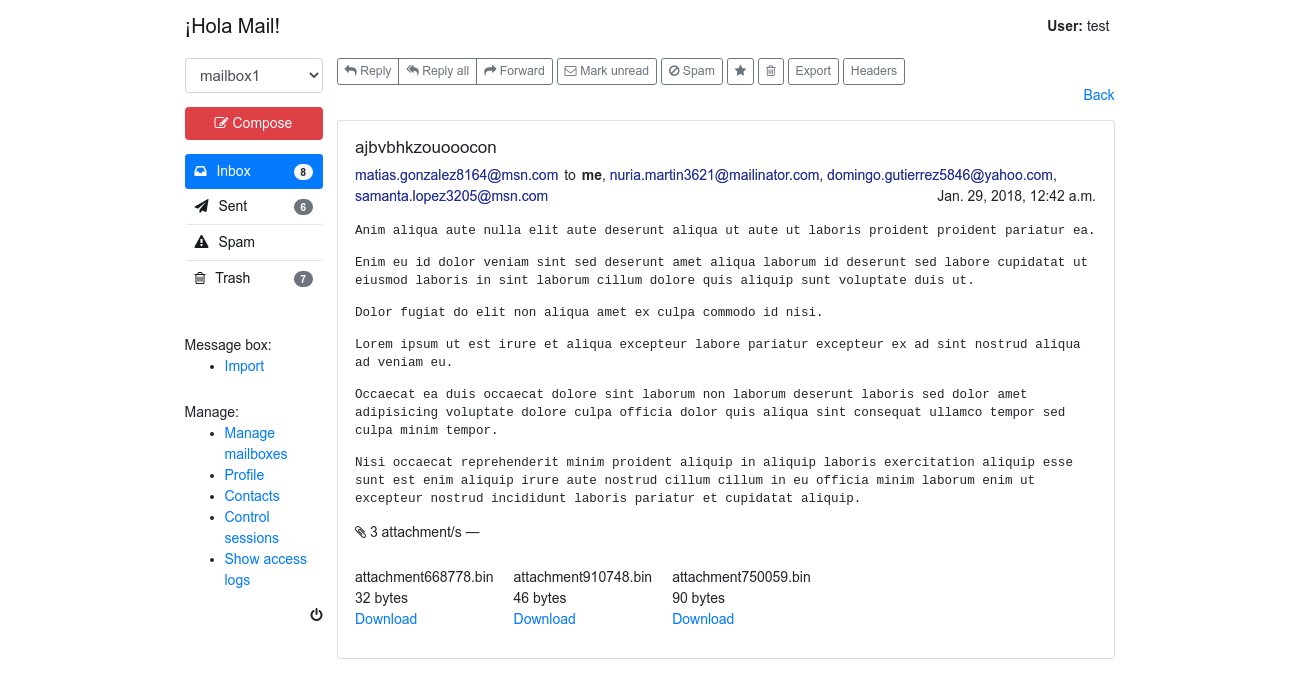 ¡Hola Mail!
User: test
mailbox1
Reply
Reply all
Forward
Mark unread
Spam
Export
Headers
Back
Compose
Inbox 8
Sent 6
Spam
Trash 7
Message box:
Import
Manage:
Manage
mailboxes
Profile
Contacts
Control
sessions
Show access
logs
ajbvbhkzouooocon
matias.gonzalez8164@msn.com to me, nuria.martin3621@mailinator.com, domingo.gutierrez5846@yahoo.com,
samanta.lopez3205@msn.com
Jan. 29, 2018, 12:42 a.m.
Anim aliqua aute nulla elit aute deserunt aliqua ut aute ut laboris proident proident pariatur ea.
Enim eu id dolor veniam sint sed deserunt amet aliqua laborum id deserunt sed labore cupidatat ut
eiusmod laboris in sint laborum cillum dolore quis aliquip sunt voluptate duis ut.
Dolor fugiat do elit non aliqua amet ex culpa commodo id nisi.
Lorem ipsum ut est irure et aliqua excepteur labore pariatur excepteur ex ad sint nostrud aliqua
ad veniam eu.
Occaecat ea duis occaecat dolore sint laborum non laborum deserunt laboris sed dolor amet
adipisicing voluptate dolore culpa officia dolor quis aliqua sint consequat ullamco tempor sed
culpa minim tempor.
Nisi occaecat reprehenderit minim proident aliquip in aliquip laboris exercitation aliquip esse
sunt est enim aliquip irure aute nostrud cillum cillum in eu officia minim laborum enim ut
excepteur nostrud incididunt laboris pariatur et cupidatat aliquip.
3 attachment/s —
attachment668778.bin
32 bytes
Download
attachment910748.bin
46 bytes
Download
attachment750059.bin
90 bytes
Download